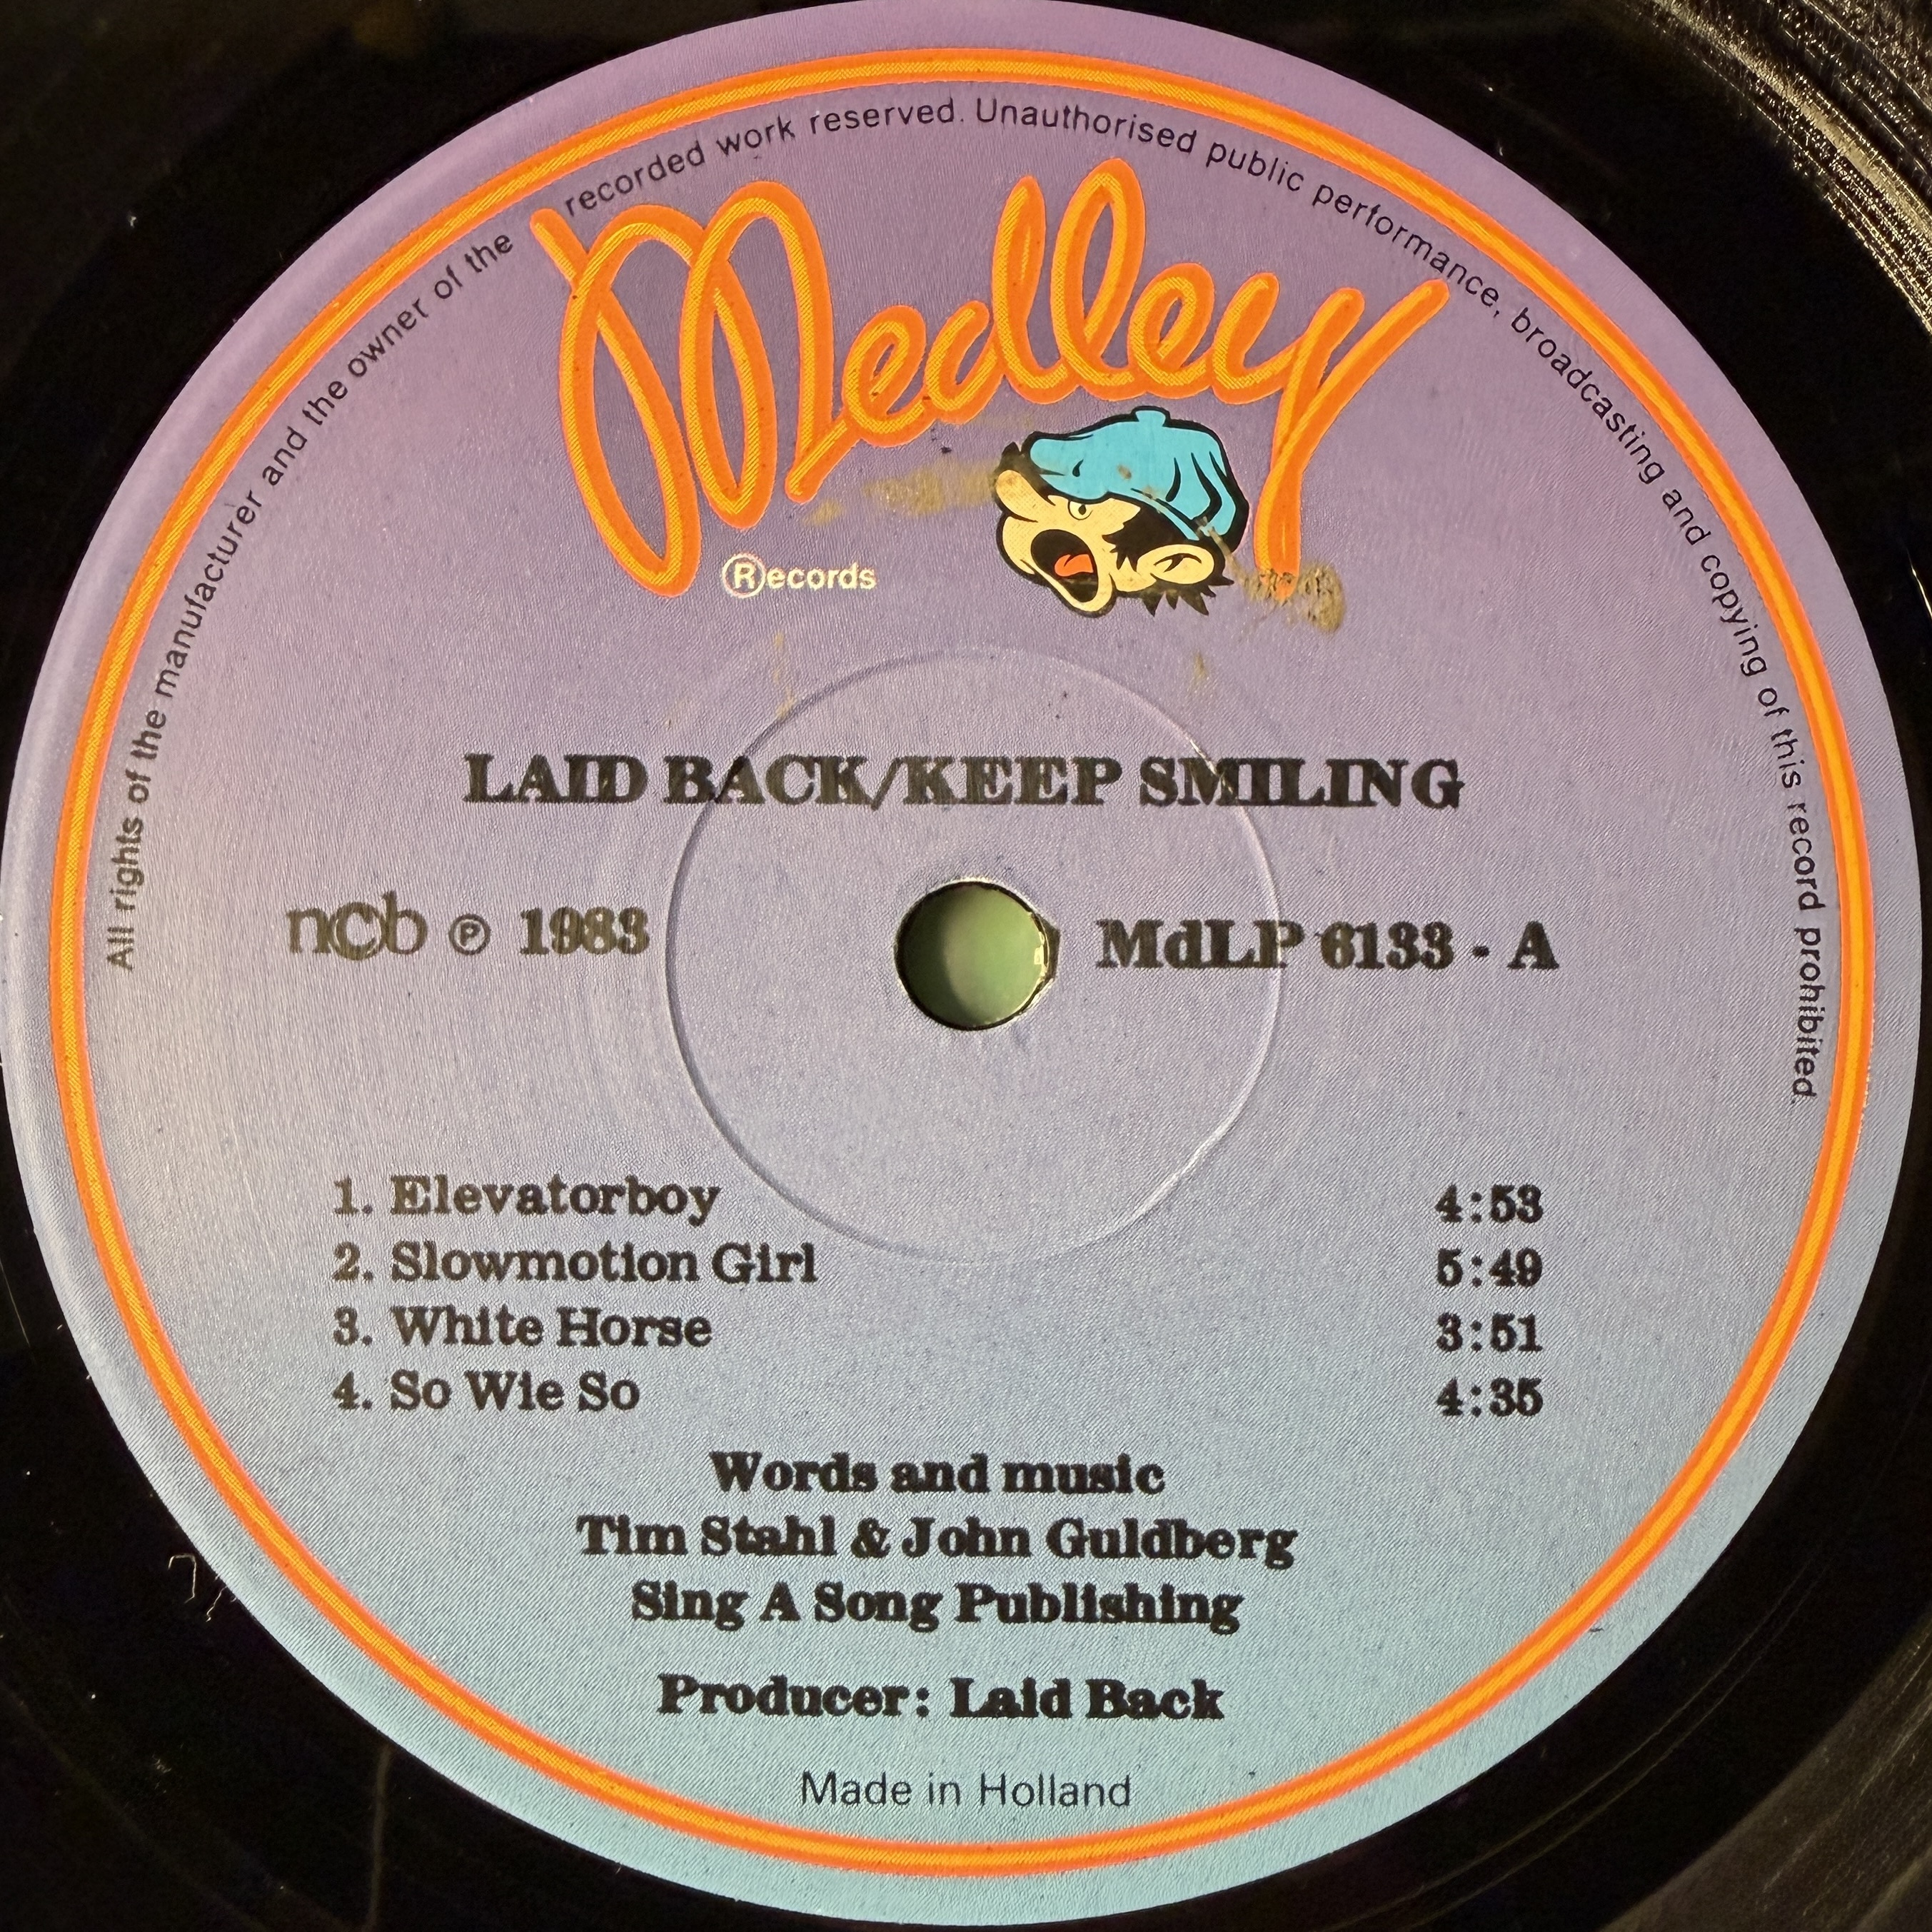 All rights of the manufacturer and the owner of the recorded work reserved. Unauthorised public performance, broadcasting and copying of this record prohibited.
Medley
Ⓡecords
LAID BACK/KEEP SMILING
ncb ℗ 1983
MdLP 6133 - A
1. Elevatorboy 4:53
2. Slowmotion Girl 5:49
3. White Horse 3:51
4. So Wie So 4:35
Words and music
Tim Stahl & John Guldberg
Sing A Song Publishing
Producer: Laid Back
Made in Holland